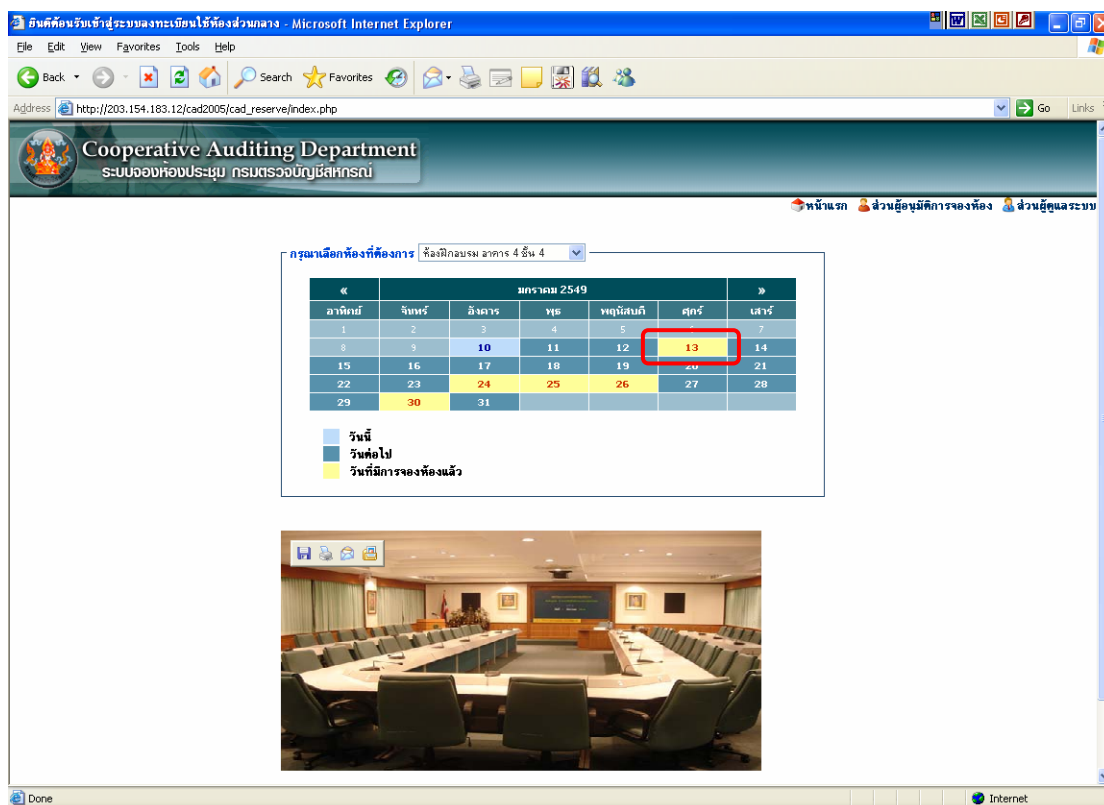 ยินดีต้อนรับเข้าสู่ระบบลงทะเบียนใช้ห้องส่วนกลาง - Microsoft Internet Explorer
File Edit View Favorites Tools Help
Back Search Favorites
Address http://203.154.183.12/cad2005/cad_reserve/index.php Go Links
Cooperative Auditing Department
ระบบจองห้องประชุม กรมตรวจบัญชีสหกรณ์
หน้าแรก ส่วนผู้อนุมัติการจองห้อง ส่วนผู้ดูแลระบบ
กรุณาเลือกห้องที่ต้องการ ห้องฝึกอบรม อาคาร 4 ชั้น 4
« มกราคม 2549 »
อาทิตย์ จันทร์ อังคาร พุธ พฤหัสบดี ศุกร์ เสาร์
1 2 3 4 5 6 7
8 9 10 11 12 13 14
15 16 17 18 19 20 21
22 23 24 25 26 27 28
29 30 31
วันนี้
วันต่อไป
วันที่มีการจองห้องแล้ว
Done Internet